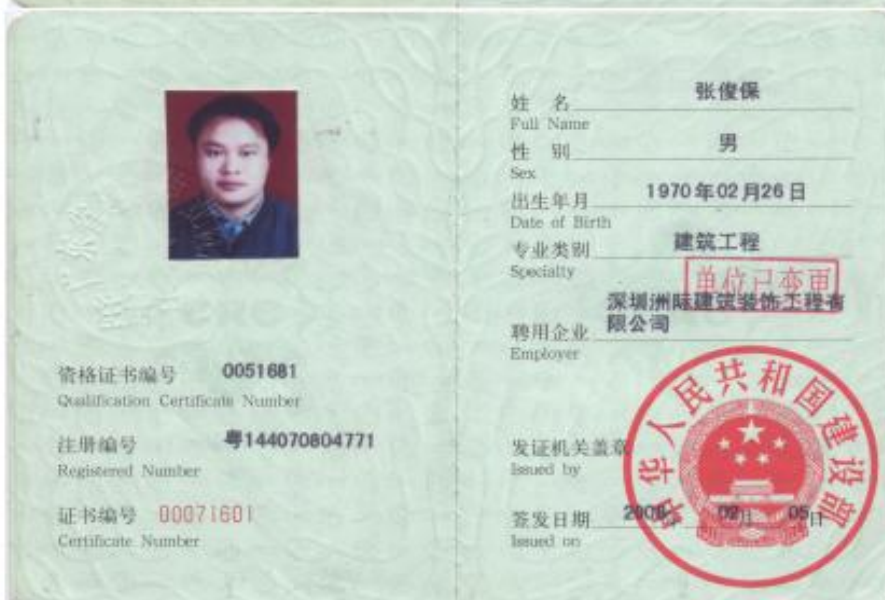 资格证书编号 0051681
Qualification Certificate Number
注册编号 粤144070804771
Registered Number
证书编号 00071601
Certificate Number
姓 名 张俊保
Full Name
性 别 男
Sex
出生年月 1970年02月26日
Date of Birth
专业类别 建筑工程
Specialty
单位已变更
深圳洲际建筑装饰工程有
聘用企业 限公司
Employer
中华人民共和国建设部
发证机关盖章
Issued by
签发日期 2008 02月 05日
Issued on